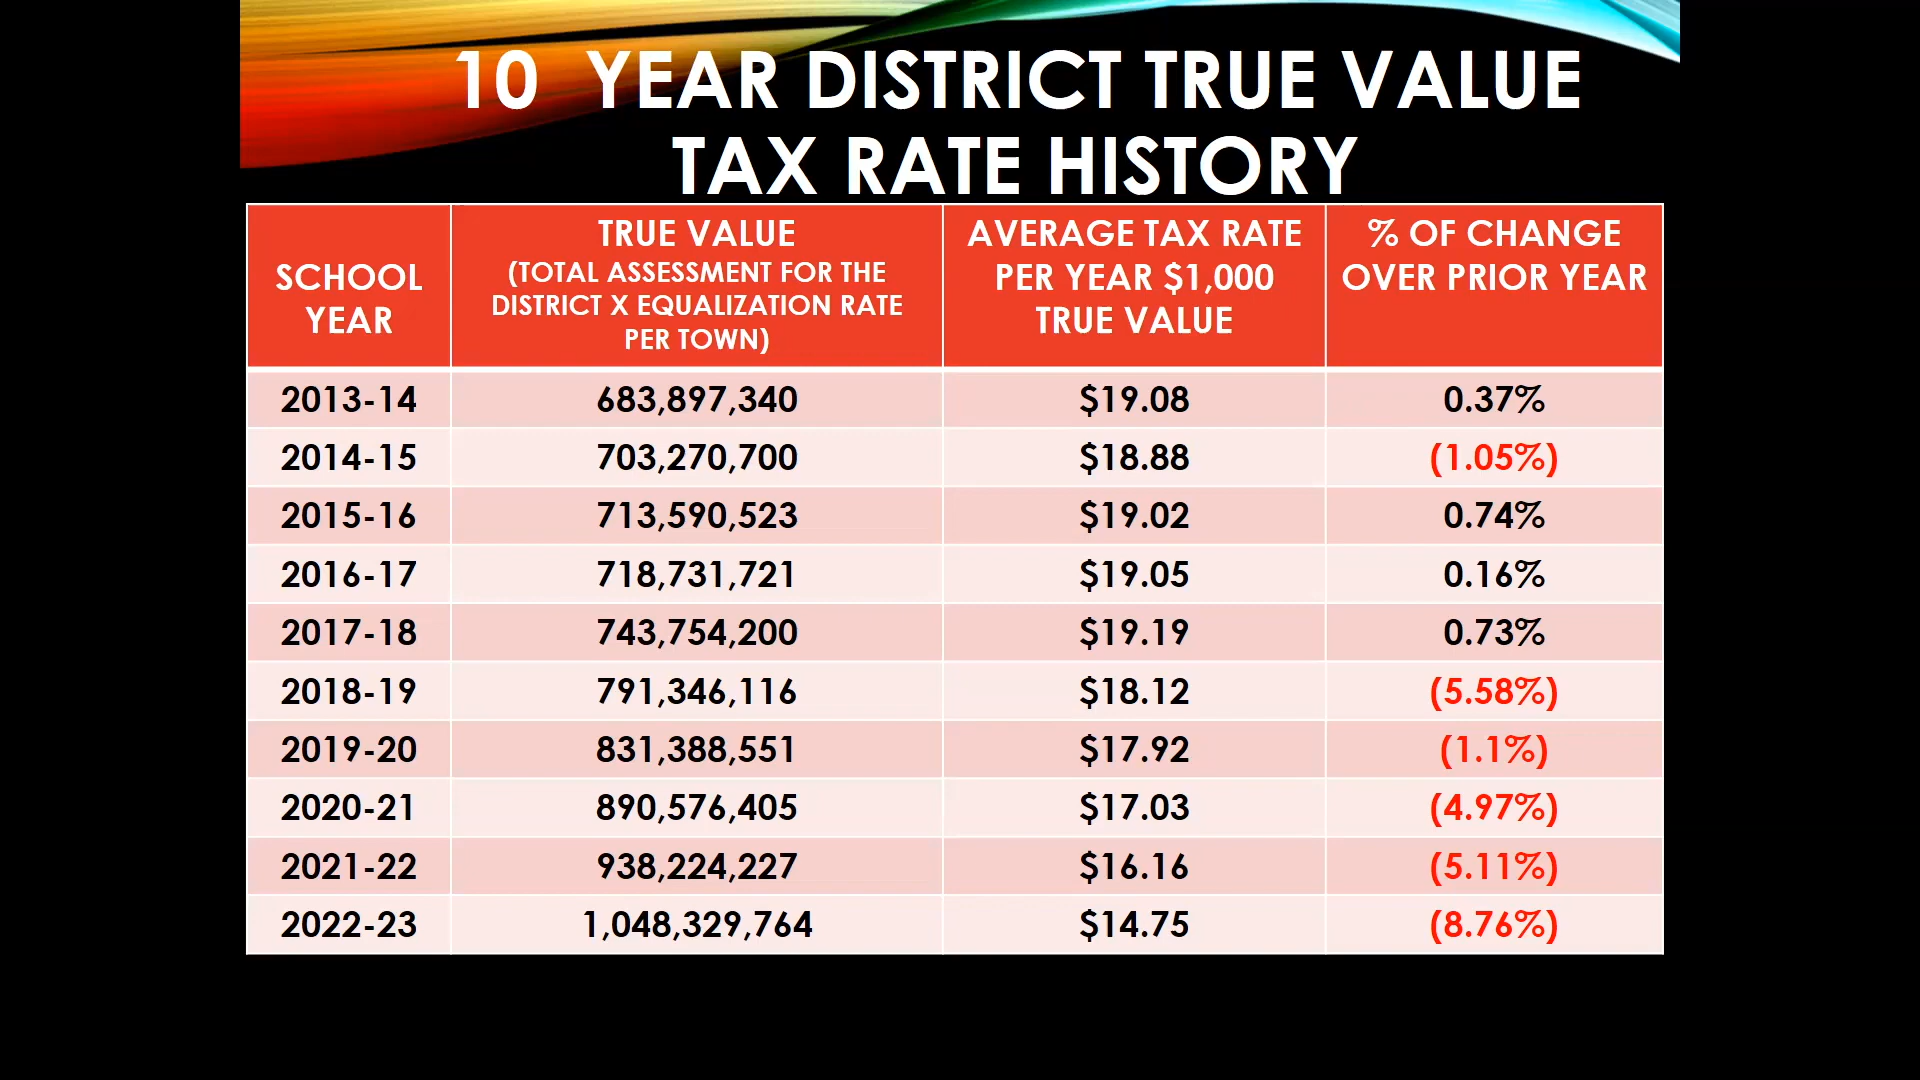 10 YEAR DISTRICT TRUE VALUE
TAX RATE HISTORY
SCHOOL
YEAR
TRUE VALUE
(TOTAL ASSESSMENT FOR THE
DISTRICT X EQUALIZATION RATE
PER TOWN)
AVERAGE TAX RATE
PER YEAR $1,000
TRUE VALUE
% OF CHANGE
OVER PRIOR YEAR
2013-14 683,897,340 $19.08 0.37%
2014-15 703,270,700 $18.88 (1.05%)
2015-16 713,590,523 $19.02 0.74%
2016-17 718,731,721 $19.05 0.16%
2017-18 743,754,200 $19.19 0.73%
2018-19 791,346,116 $18.12 (5.58%)
2019-20 831,388,551 $17.92 (1.1%)
2020-21 890,576,405 $17.03 (4.97%)
2021-22 938,224,227 $16.16 (5.11%)
2022-23 1,048,329,764 $14.75 (8.76%)